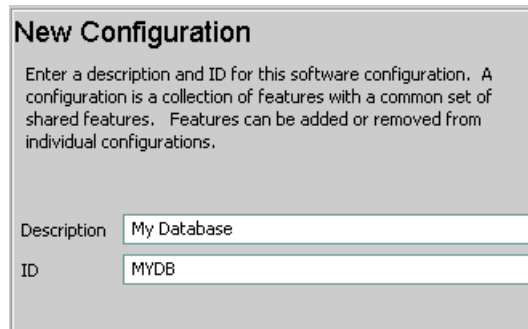 New Configuration
Enter a description and ID for this software configuration.  A
configuration is a collection of features with a common set of
shared features.   Features can be added or removed from
individual configurations.
Description My Database
ID MYDB